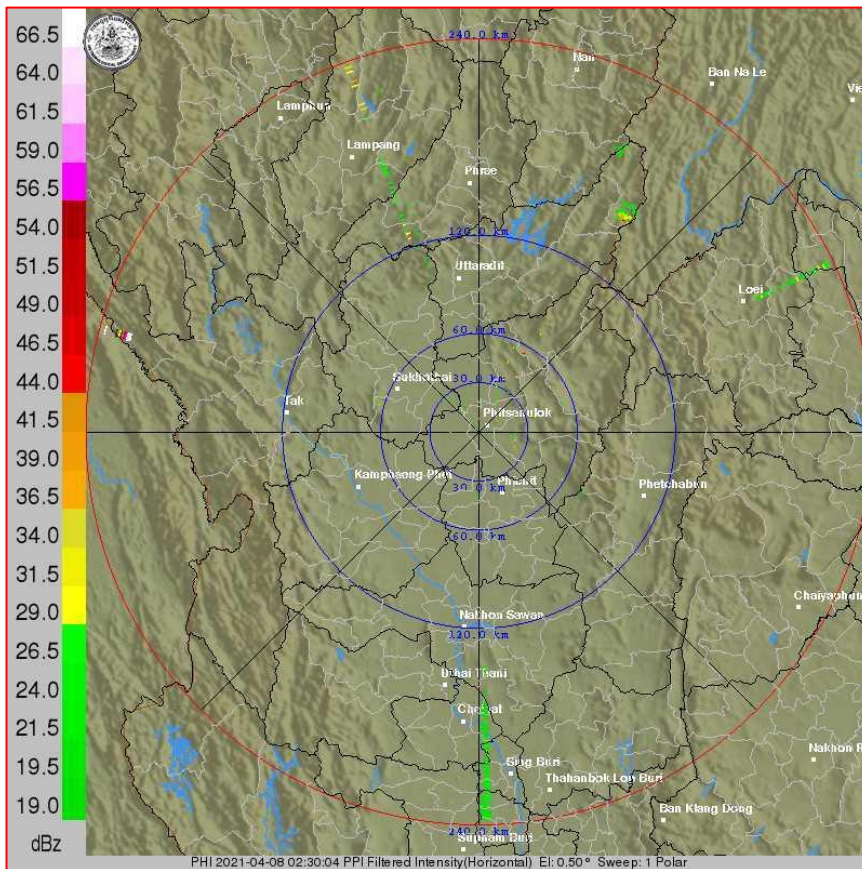 66.5
64.0
61.5
59.0
56.5
54.0
51.5
49.0
46.5
44.0
41.5
39.0
36.5
34.0
31.5
29.0
26.5
24.0
21.5
19.5
19.0
dBz
240.0 km
Nan
Ban Na Le
Vie
Lamphun
Lampang
Phrae
120.0 km
Uttaradit
Loei
60.0 km
30.0 km
Sukhothai
Tak
Phitsanulok
Kamphaeng Phet
Phichit
30.0 km
Phetchabun
60.0 km
Chaiyaphum
Nakhon Sawan
120.0 km
Uthai Thani
Chainat
Sing Buri
Nakhon R
Thahanbok Lop Buri
Ban Klang Dong
240.0 km
Suphan Buri
PHI 2021-04-08 02:30:04 PPI Filtered Intensity(Horizontal) El: 0.50° Sweep: 1 Polar